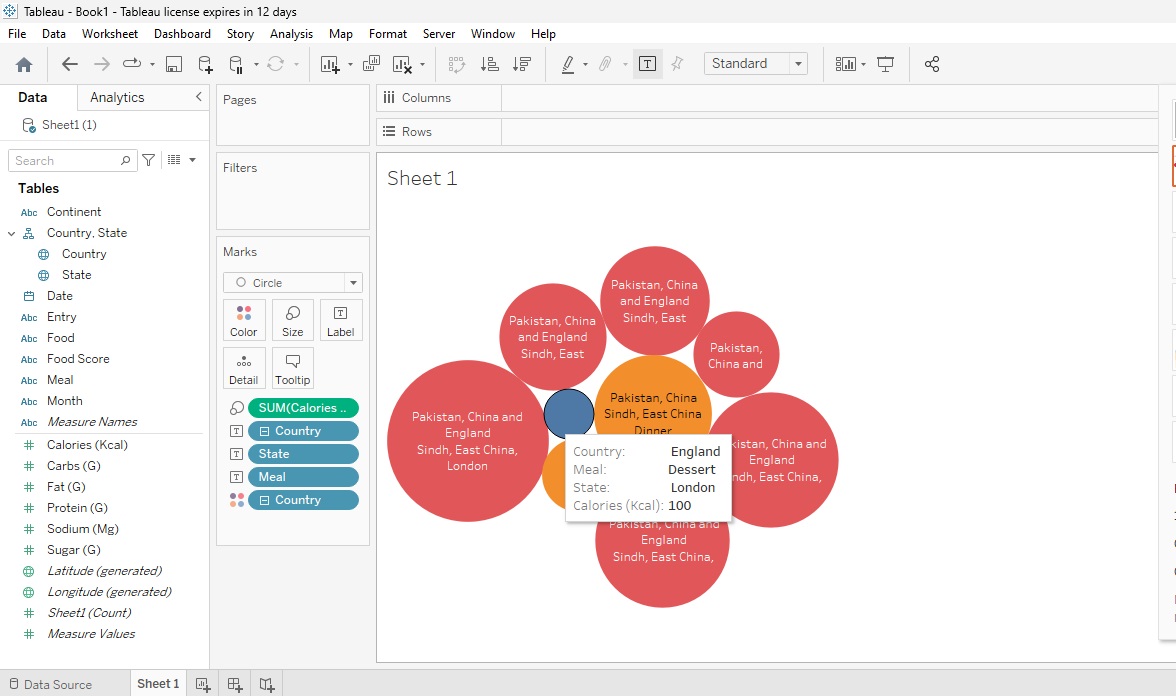 Tableau - Book1 - Tableau license expires in 12 days
File Data Worksheet Dashboard Story Analysis Map Format Server Window Help
Standard
Data Analytics
Sheet1 (1)
Search
Tables
Abc Continent
Country, State
Country
State
Date
Abc Entry
Abc Food
Abc Food Score
Abc Meal
Abc Month
Abc Measure Names
Calories (Kcal)
Carbs (G)
Fat (G)
Protein (G)
Sodium (Mg)
Sugar (G)
Latitude (generated)
Longitude (generated)
Sheet1 (Count)
Measure Values
Pages
Filters
Marks
Circle
Color Size Label
Detail Tooltip
SUM(Calories ..
Country
State
Meal
Country
Columns
Rows
Sheet 1
Pakistan, China
and England
Sindh, East
Pakistan, China
and England
Sindh, East
Pakistan,
China and
Pakistan, China and
England
Sindh, East China,
London
Pakistan, China
Sindh, East China
Dinner
Country: England
Meal: Dessert
State: London
Calories (Kcal): 100
China and
England
East China,
Pakistan, China and
England
Sindh, East China,
Data Source
Sheet 1